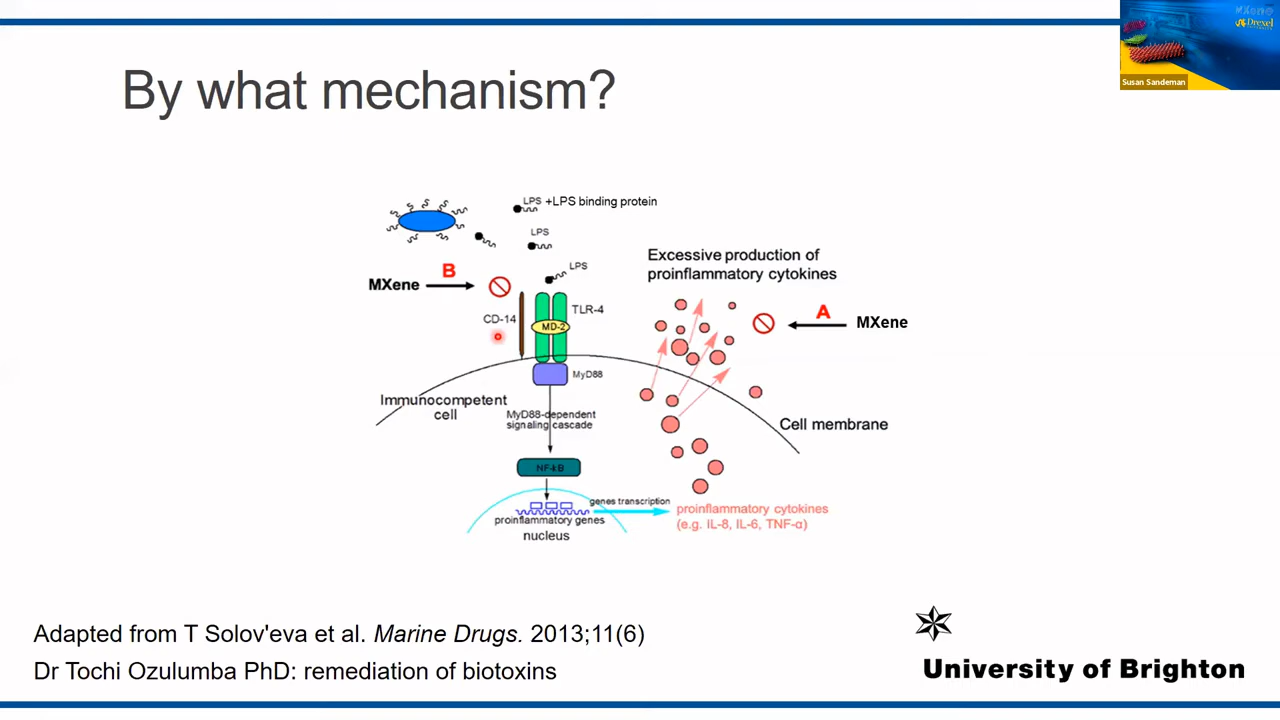 MXene
Drexel
Susan Sandeman
By what mechanism?
LPS +LPS binding protein
LPS
LPS
MXene
B
CD-14
TLR-4
MD-2
MyD88
Immunocompetent
cell
MyD88-dependent
signaling cascade
NF-kB
proinflammatory genes
nucleus
genes transcription
Excessive production of
proinflammatory cytokines
A
MXene
Cell membrane
proinflammatory cytokines
(e.g. IL-8, IL-6, TNF-α)
Adapted from T Solov'eva et al. Marine Drugs. 2013;11(6)
Dr Tochi Ozulumba PhD: remediation of biotoxins
University of Brighton